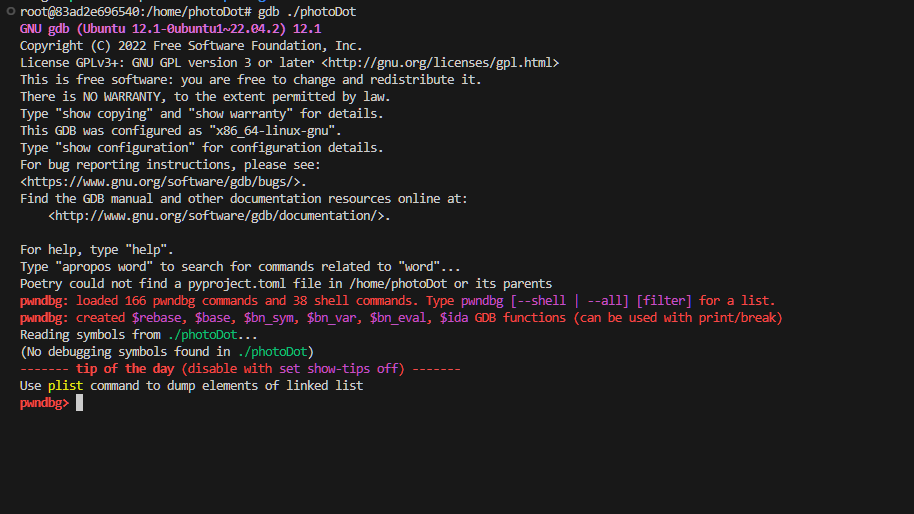 root@83ad2e696540:/home/photoDot# gdb ./photoDot
GNU gdb (Ubuntu 12.1-0ubuntu1~22.04.2) 12.1
Copyright (C) 2022 Free Software Foundation, Inc.
License GPLv3+: GNU GPL version 3 or later <http://gnu.org/licenses/gpl.html>
This is free software: you are free to change and redistribute it.
There is NO WARRANTY, to the extent permitted by law.
Type "show copying" and "show warranty" for details.
This GDB was configured as "x86_64-linux-gnu".
Type "show configuration" for configuration details.
For bug reporting instructions, please see:
<https://www.gnu.org/software/gdb/bugs/>.
Find the GDB manual and other documentation resources online at:
    <http://www.gnu.org/software/gdb/documentation/>.

For help, type "help".
Type "apropos word" to search for commands related to "word"...
Poetry could not find a pyproject.toml file in /home/photoDot or its parents
pwndbg: loaded 166 pwndbg commands and 38 shell commands. Type pwndbg [--shell | --all] [filter] for a list.
pwndbg: created $rebase, $base, $bn_sym, $bn_var, $bn_eval, $ida GDB functions (can be used with print/break)
Reading symbols from ./photoDot...
(No debugging symbols found in ./photoDot)
------- tip of the day (disable with set show-tips off) -------
Use plist command to dump elements of linked list
pwndbg>